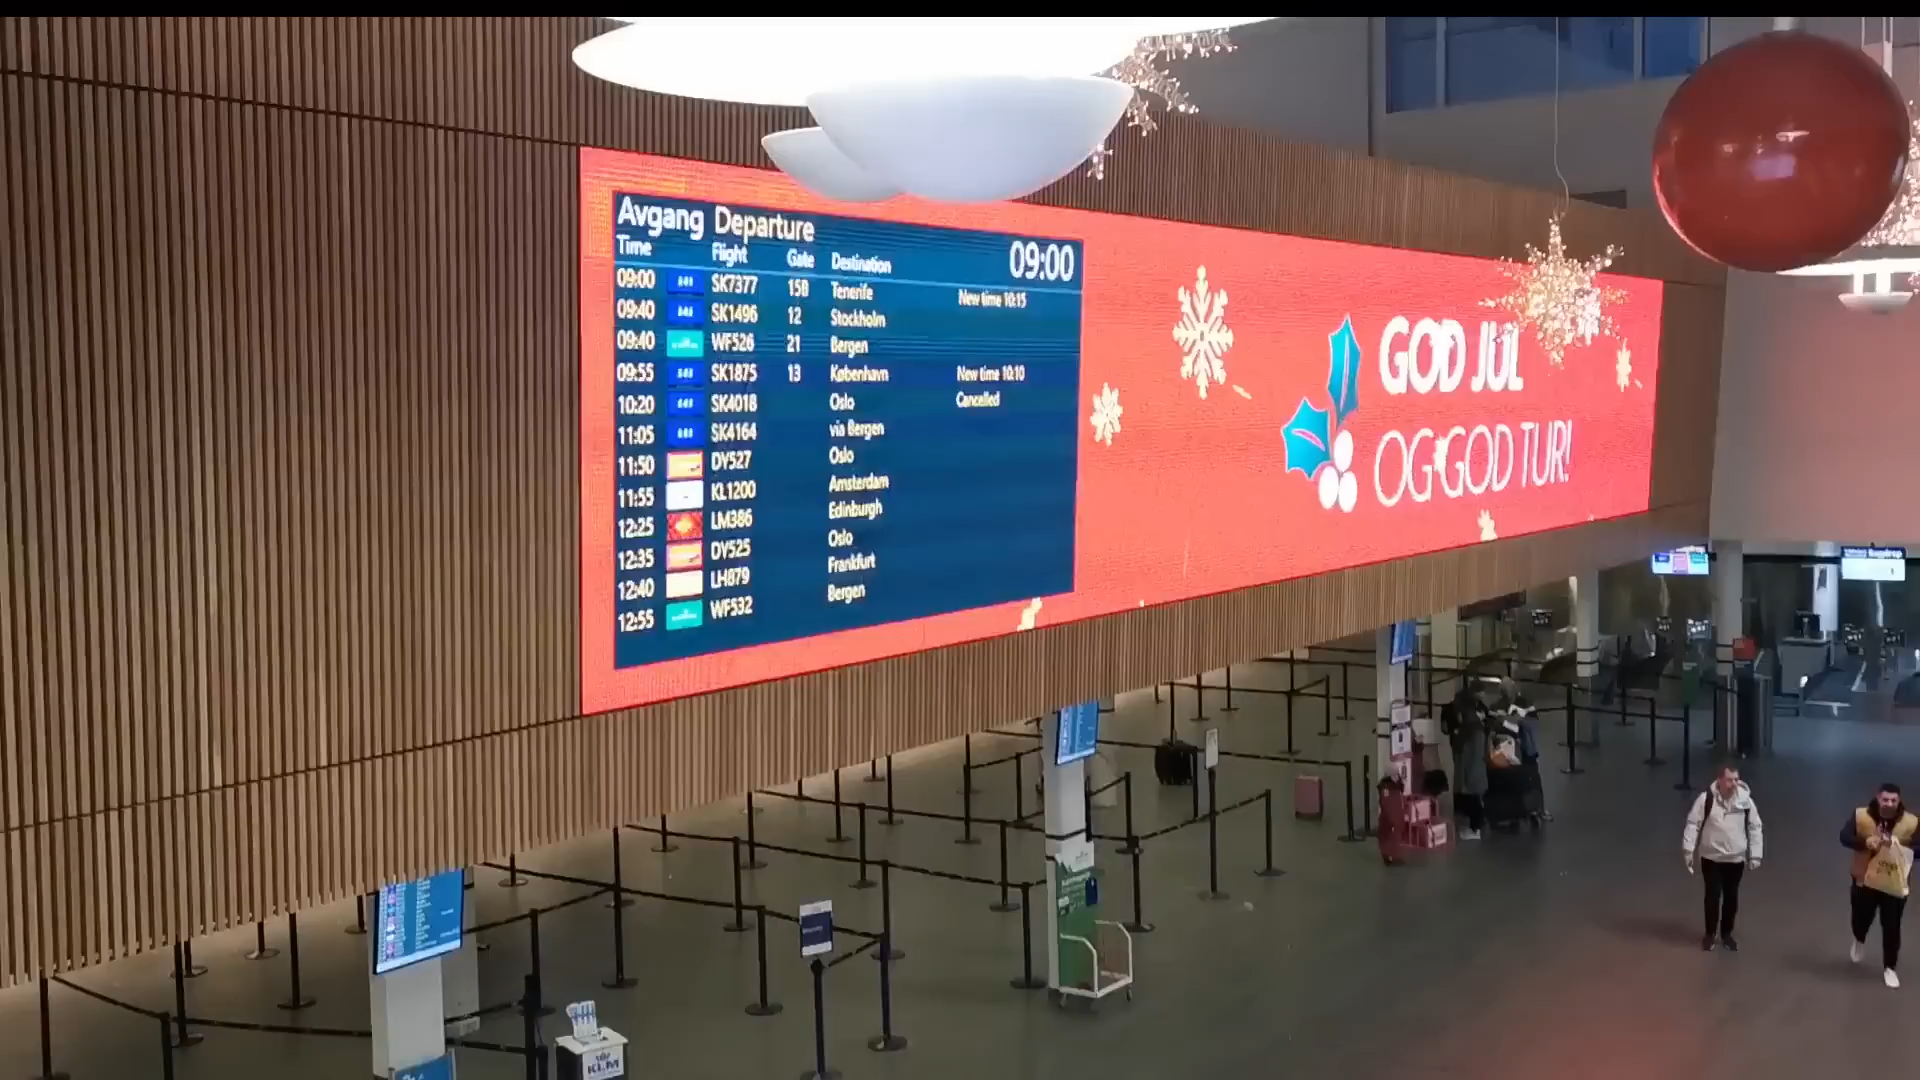 Avgang Departure 09:00
Time Flight Gate Destination
09:00 SK7377 15B Tenerife New time 10:15
09:40 SK1496 12 Stockholm
09:40 WF526 21 Bergen
09:55 SK1875 13 København New time 10:10
10:20 SK4018 Oslo Cancelled
11:05 SK4164 via Bergen
11:50 DY527 Oslo
11:55 KL1200 Amsterdam
12:25 LM386 Edinburgh
12:35 DY525 Oslo
12:40 LH879 Frankfurt
12:55 WF532 Bergen
GOD JUL
OG GOD TUR!
KLM